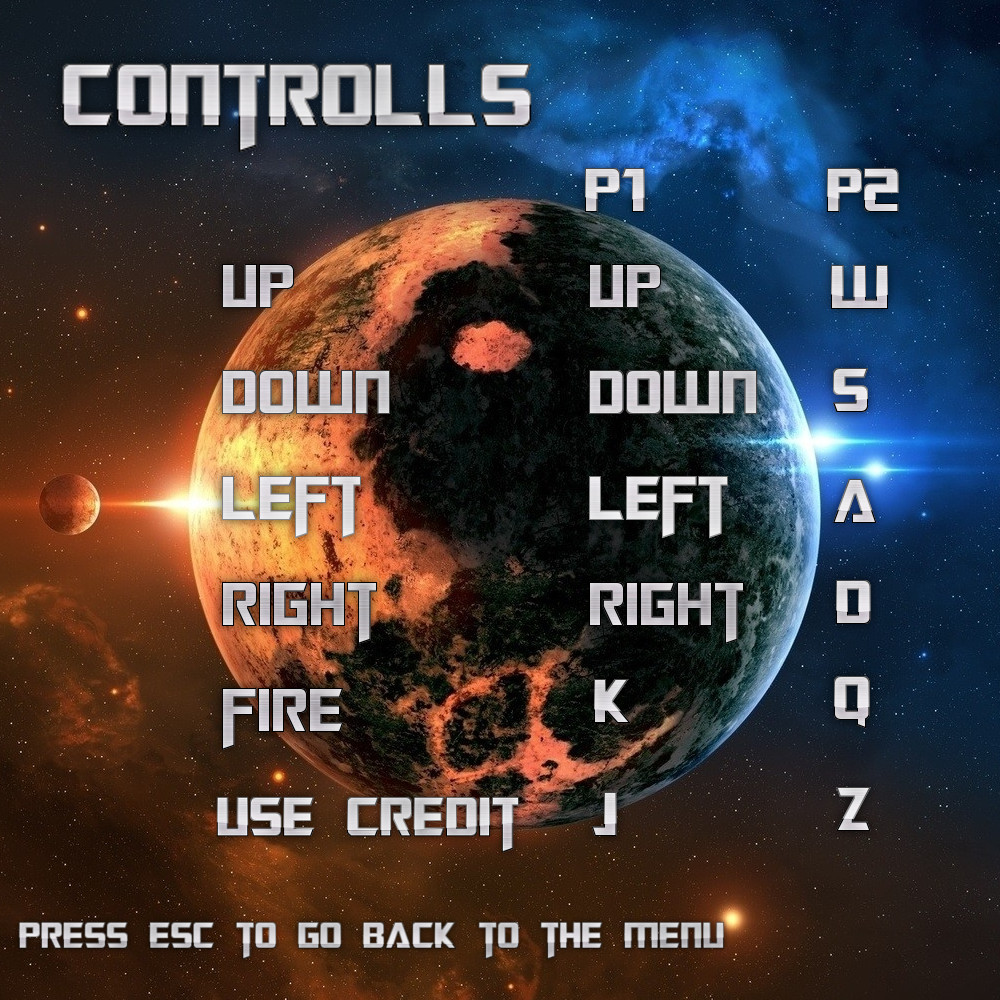 CONTROLLS
P1 P2
UP UP W
DOWN DOWN S
LEFT LEFT A
RIGHT RIGHT D
FIRE K Q
USE CREDIT J Z
PRESS ESC TO GO BACK TO THE MENU